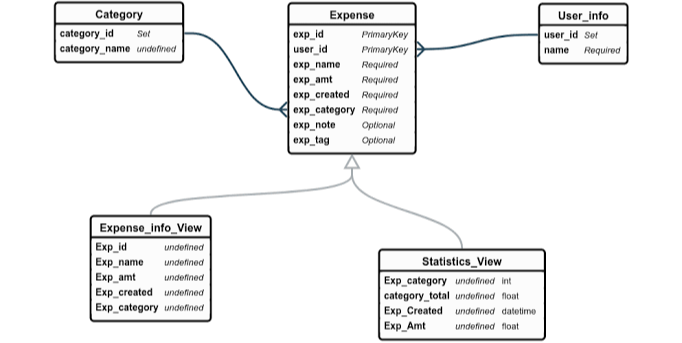 Category
category_id Set
category_name undefined
Expense
exp_id PrimaryKey
user_id PrimaryKey
exp_name Required
exp_amt Required
exp_created Required
exp_category Required
exp_note Optional
exp_tag Optional
User_info
user_id Set
name Required
Expense_info_View
Exp_id undefined
Exp_name undefined
Exp_amt undefined
Exp_created undefined
Exp_category undefined
Statistics_View
Exp_category undefined int
category_total undefined float
Exp_Created undefined datetime
Exp_Amt undefined float